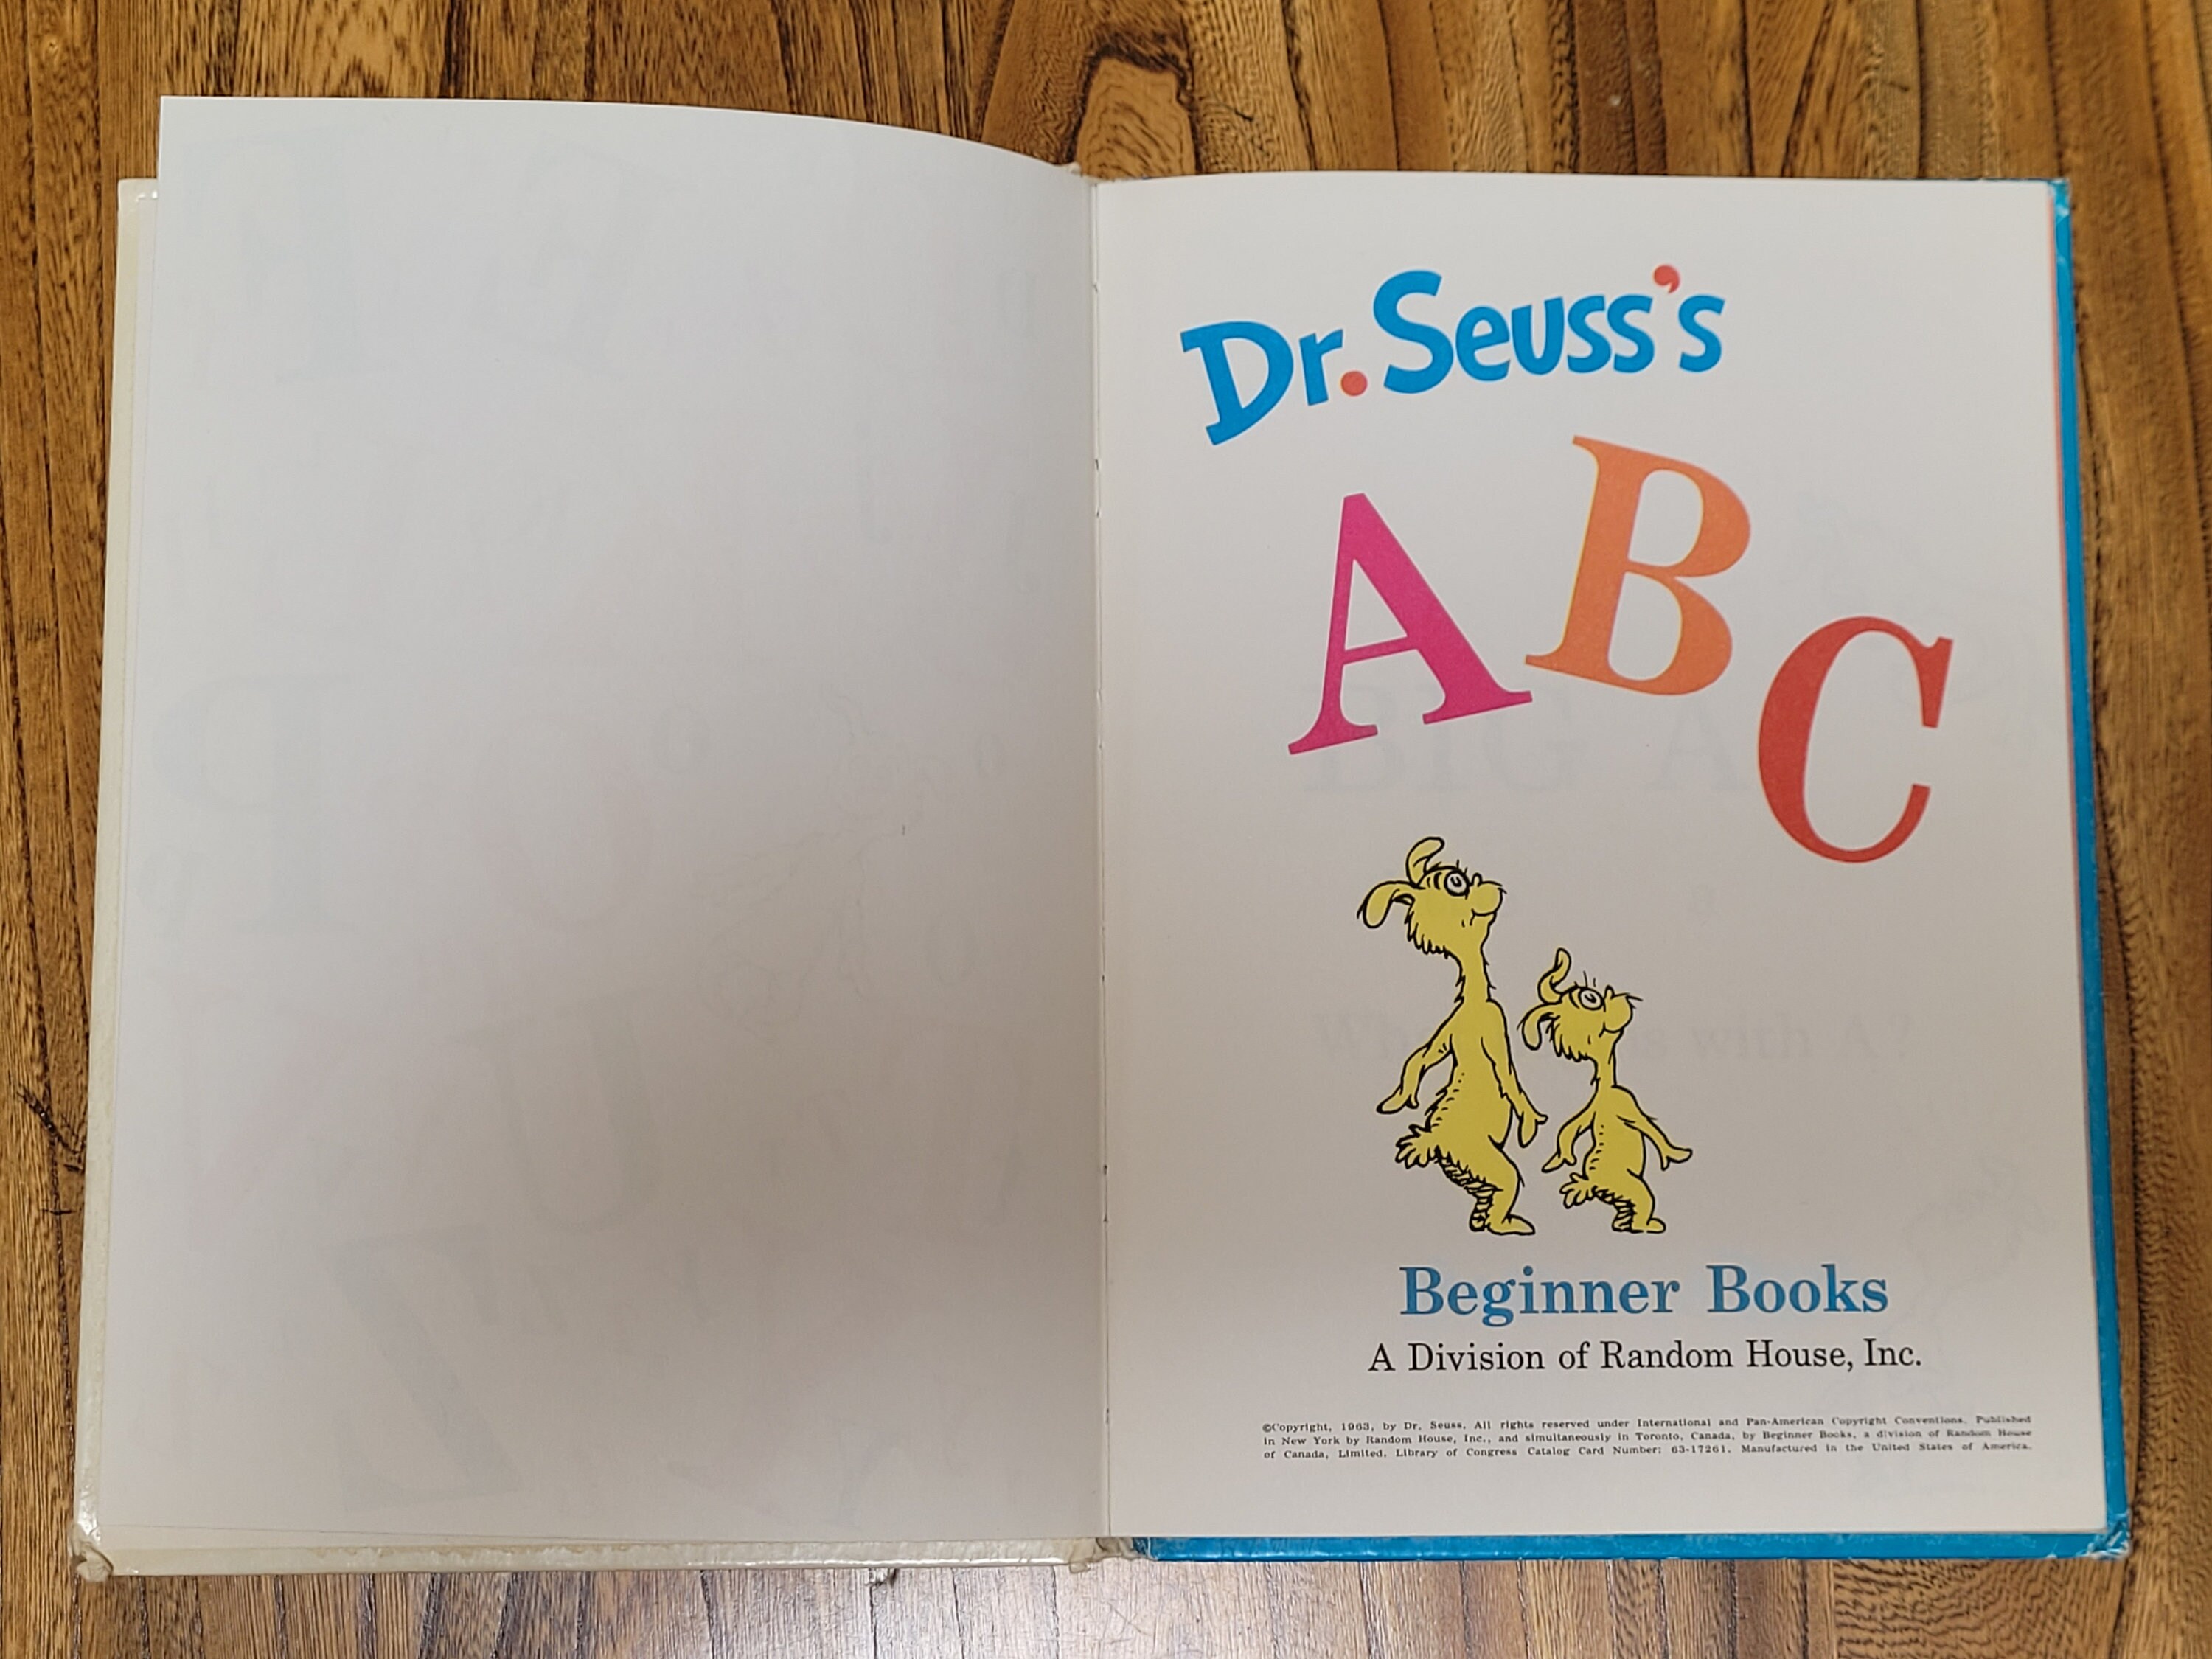 Dr. Seuss's
A B C
Beginner Books
A Division of Random House, Inc.
©Copyright, 1963, by Dr. Seuss. All rights reserved under International and Pan-American Copyright Conventions. Published
in New York by Random House, Inc., and simultaneously in Toronto, Canada, by Beginner Books, a division of Random House
of Canada, Limited. Library of Congress Catalog Card Number: 63-17261. Manufactured in the United States of America.